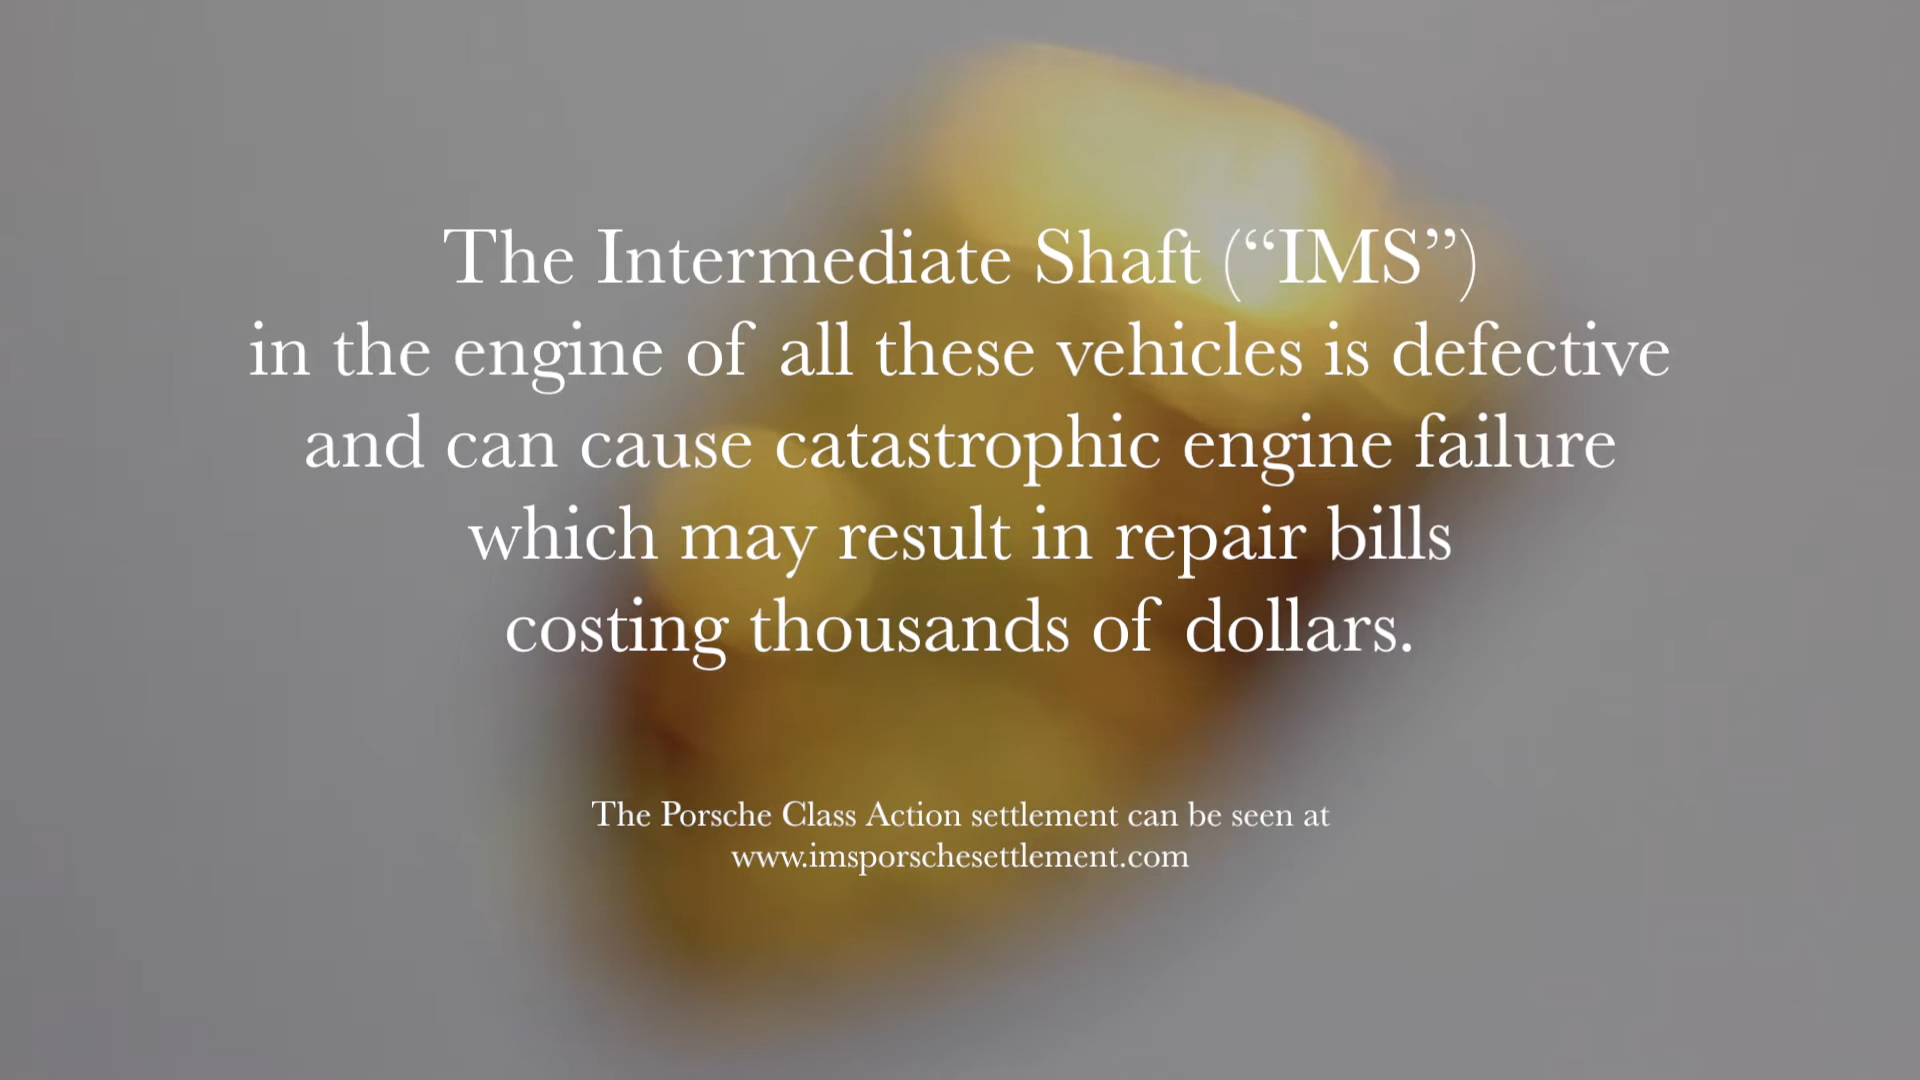 The Intermediate Shaft (“IMS”)
in the engine of all these vehicles is defective
and can cause catastrophic engine failure
which may result in repair bills
costing thousands of dollars.
The Porsche Class Action settlement can be seen at
www.imsporschesettlement.com